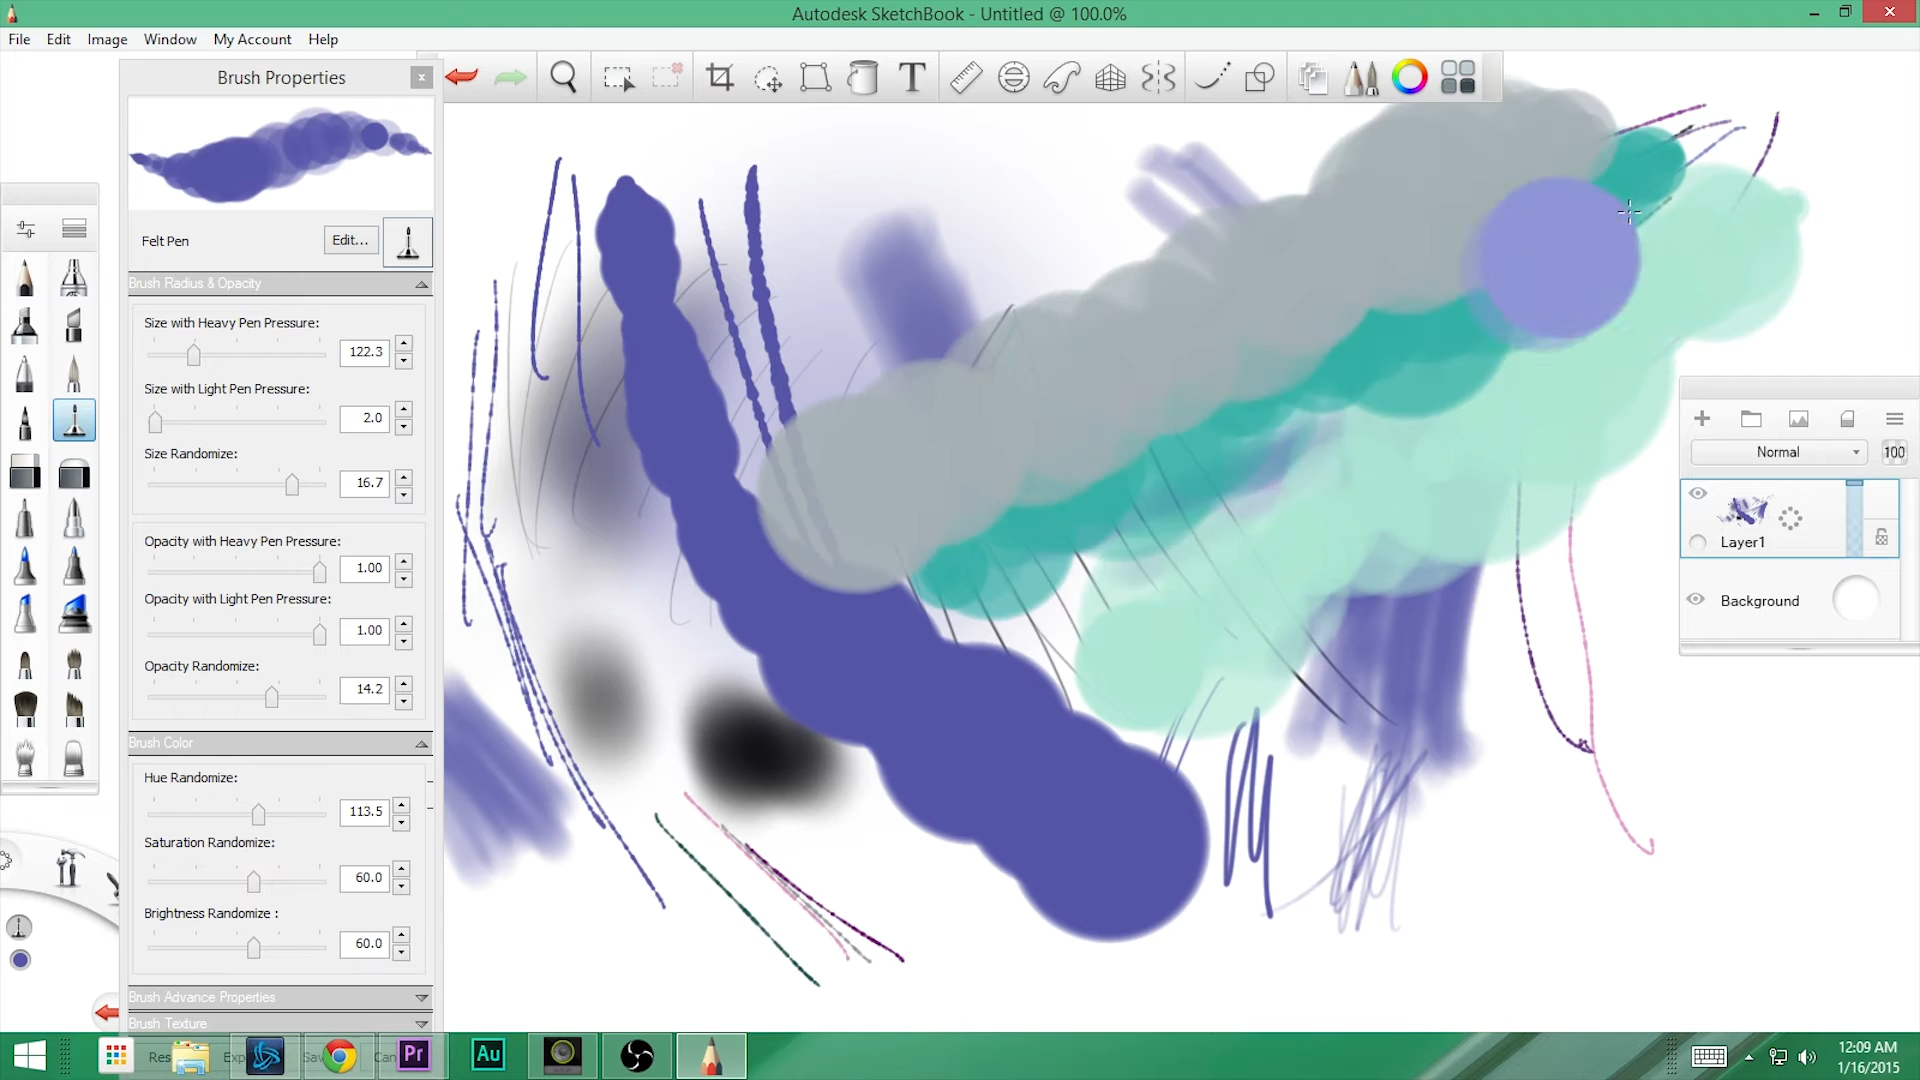 Autodesk SketchBook - Untitled @ 100.0%
File Edit Image Window My Account Help
Brush Properties
Felt Pen
Edit...
Brush Radius & Opacity
Size with Heavy Pen Pressure:
122.3
Size with Light Pen Pressure:
2.0
Size Randomize:
16.7
Opacity with Heavy Pen Pressure:
1.00
Opacity with Light Pen Pressure:
1.00
Opacity Randomize:
14.2
Brush Color
Hue Randomize:
113.5
Saturation Randomize:
60.0
Brightness Randomize :
60.0
Brush Advance Properties
Brush Texture
T
Normal
100
Layer1
Background
Res
Exp
Sav
Can
Pr
Au
12:09 AM
1/16/2015